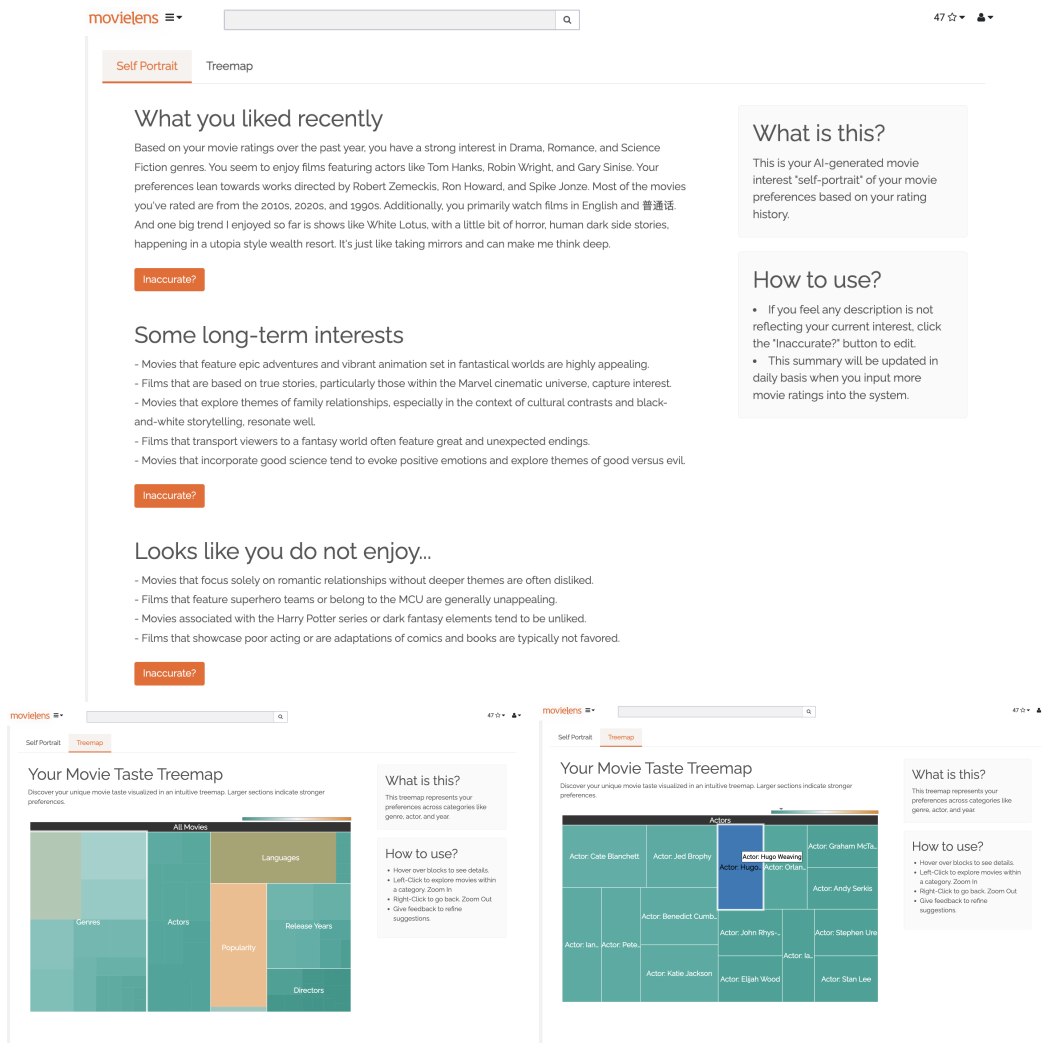 movielens
47
Self Portrait Treemap
What you liked recently
Based on your movie ratings over the past year, you have a strong interest in Drama, Romance, and Science
Fiction genres. You seem to enjoy films featuring actors like Tom Hanks, Robin Wright, and Gary Sinise. Your
preferences lean towards works directed by Robert Zemeckis, Ron Howard, and Spike Jonze. Most of the movies
you've rated are from the 2010s, 2020s, and 1990s. Additionally, you primarily watch films in English and 普通话.
And one big trend I enjoyed so far is shows like White Lotus, with a little bit of horror, human dark side stories,
happening in a utopia style wealth resort. It's just like taking mirrors and can make me think deep.
Inaccurate?
Some long-term interests
- Movies that feature epic adventures and vibrant animation set in fantastical worlds are highly appealing.
- Films that are based on true stories, particularly those within the Marvel cinematic universe, capture interest.
- Movies that explore themes of family relationships, especially in the context of cultural contrasts and black-
and-white storytelling, resonate well.
- Films that transport viewers to a fantasy world often feature great and unexpected endings.
- Movies that incorporate good science tend to evoke positive emotions and explore themes of good versus evil.
Inaccurate?
Looks like you do not enjoy...
- Movies that focus solely on romantic relationships without deeper themes are often disliked.
- Films that feature superhero teams or belong to the MCU are generally unappealing.
- Movies associated with the Harry Potter series or dark fantasy elements tend to be unliked.
- Films that showcase poor acting or are adaptations of comics and books are typically not favored.
Inaccurate?
What is this?
This is your AI-generated movie
interest "self-portrait" of your movie
preferences based on your rating
history.
How to use?
• If you feel any description is not
reflecting your current interest, click
the "Inaccurate?" button to edit.
• This summary will be updated in
daily basis when you input more
movie ratings into the system.
movielens
47
Self Portrait Treemap
Your Movie Taste Treemap
Discover your unique movie taste visualized in an intuitive treemap. Larger sections indicate stronger
preferences.
All Movies
Genres
Actors
Languages
Popularity
Release Years
Directors
What is this?
This treemap represents your
preferences across categories like
genre, actor, and year.
How to use?
• Hover over blocks to see details.
• Left-Click to explore movies within
a category. Zoom In
• Right-Click to go back. Zoom Out
• Give feedback to refine
suggestions.
movielens
47
Self Portrait Treemap
Your Movie Taste Treemap
Discover your unique movie taste visualized in an intuitive treemap. Larger sections indicate stronger
preferences.
Actors
Actor: Cate Blanchett
Actor: Jed Brophy
Actor: Hugo Weaving
Actor: Hugo..
Actor: Orlan..
Actor: Graham McTa..
Actor: Andy Serkis
Actor: Ian..
Actor: Pete..
Actor: Benedict Cumb..
Actor: Katie Jackson
Actor: John Rhys-..
Actor: Elijah Wood
Actor: Ia..
Actor: Stephen Ure
Actor: Stan Lee
What is this?
This treemap represents your
preferences across categories like
genre, actor, and year.
How to use?
• Hover over blocks to see details.
• Left-Click to explore movies within
a category. Zoom In
• Right-Click to go back. Zoom Out
• Give feedback to refine
suggestions.